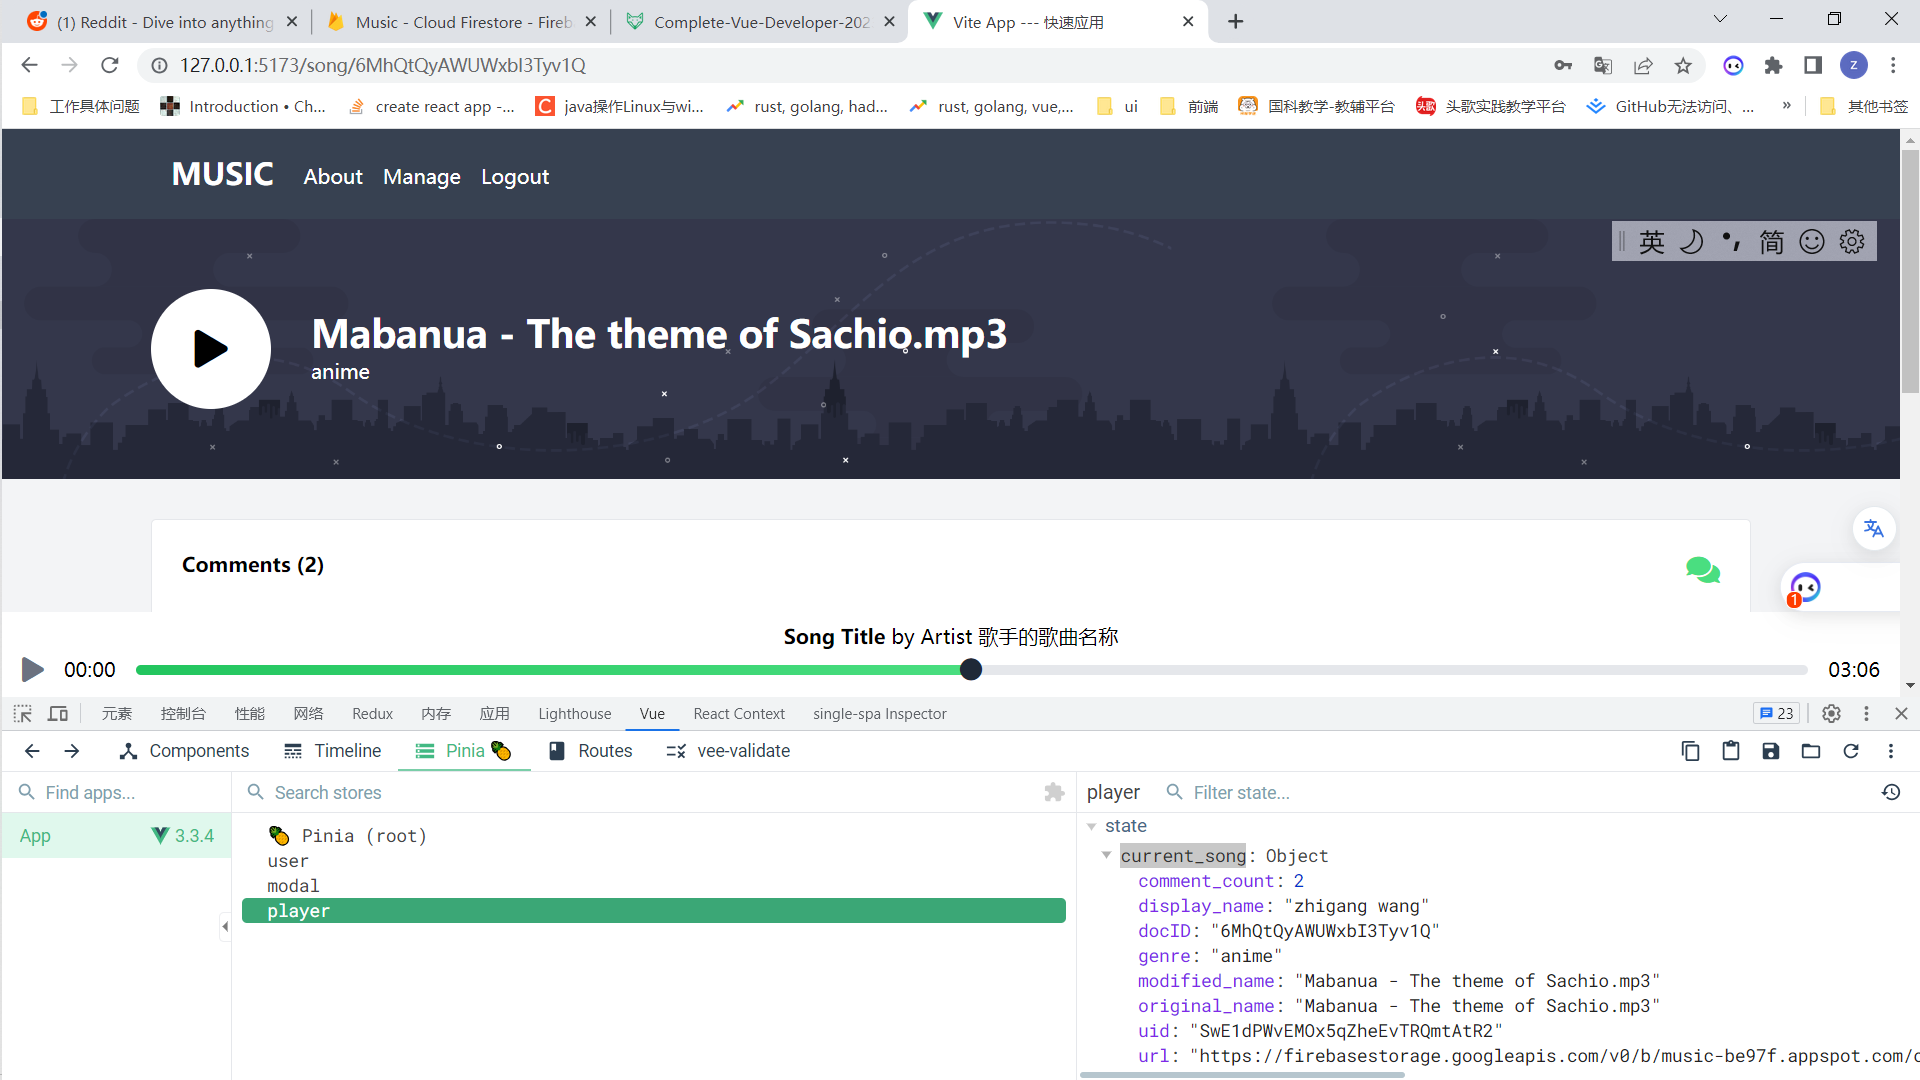 (1) Reddit - Dive into anything
Music - Cloud Firestore - Fireb
Complete-Vue-Developer-202
Vite App --- 快速应用
127.0.0.1:5173/song/6MhQtQyAWUWxbI3Tyv1Q
z
工作具体问题
Introduction • Ch...
create react app -...
java操作Linux与wi...
rust, golang, had...
rust, golang, vue,...
ui
前端
国科教学-教辅平台
头歌 头歌实践教学平台
GitHub无法访问、...
»
其他书签
MUSIC About Manage Logout
英 简
Mabanua - The theme of Sachio.mp3
anime
Comments (2)
1
Song Title by Artist 歌手的歌曲名称
00:00 03:06
元素 控制台 性能 网络 Redux 内存 应用 Lighthouse Vue React Context single-spa Inspector 23
Components Timeline Pinia 🍍 Routes vee-validate
Find apps...
Search stores
player Filter state...
App 3.3.4
🍍 Pinia (root)
user
modal
player
state
current_song: Object
comment_count: 2
display_name: "zhigang wang"
docID: "6MhQtQyAWUWxbI3Tyv1Q"
genre: "anime"
modified_name: "Mabanua - The theme of Sachio.mp3"
original_name: "Mabanua - The theme of Sachio.mp3"
uid: "SwE1dPWvEMOx5qZheEvTRQmtAtR2"
url: "https://firebasestorage.googleapis.com/v0/b/music-be97f.appspot.com/